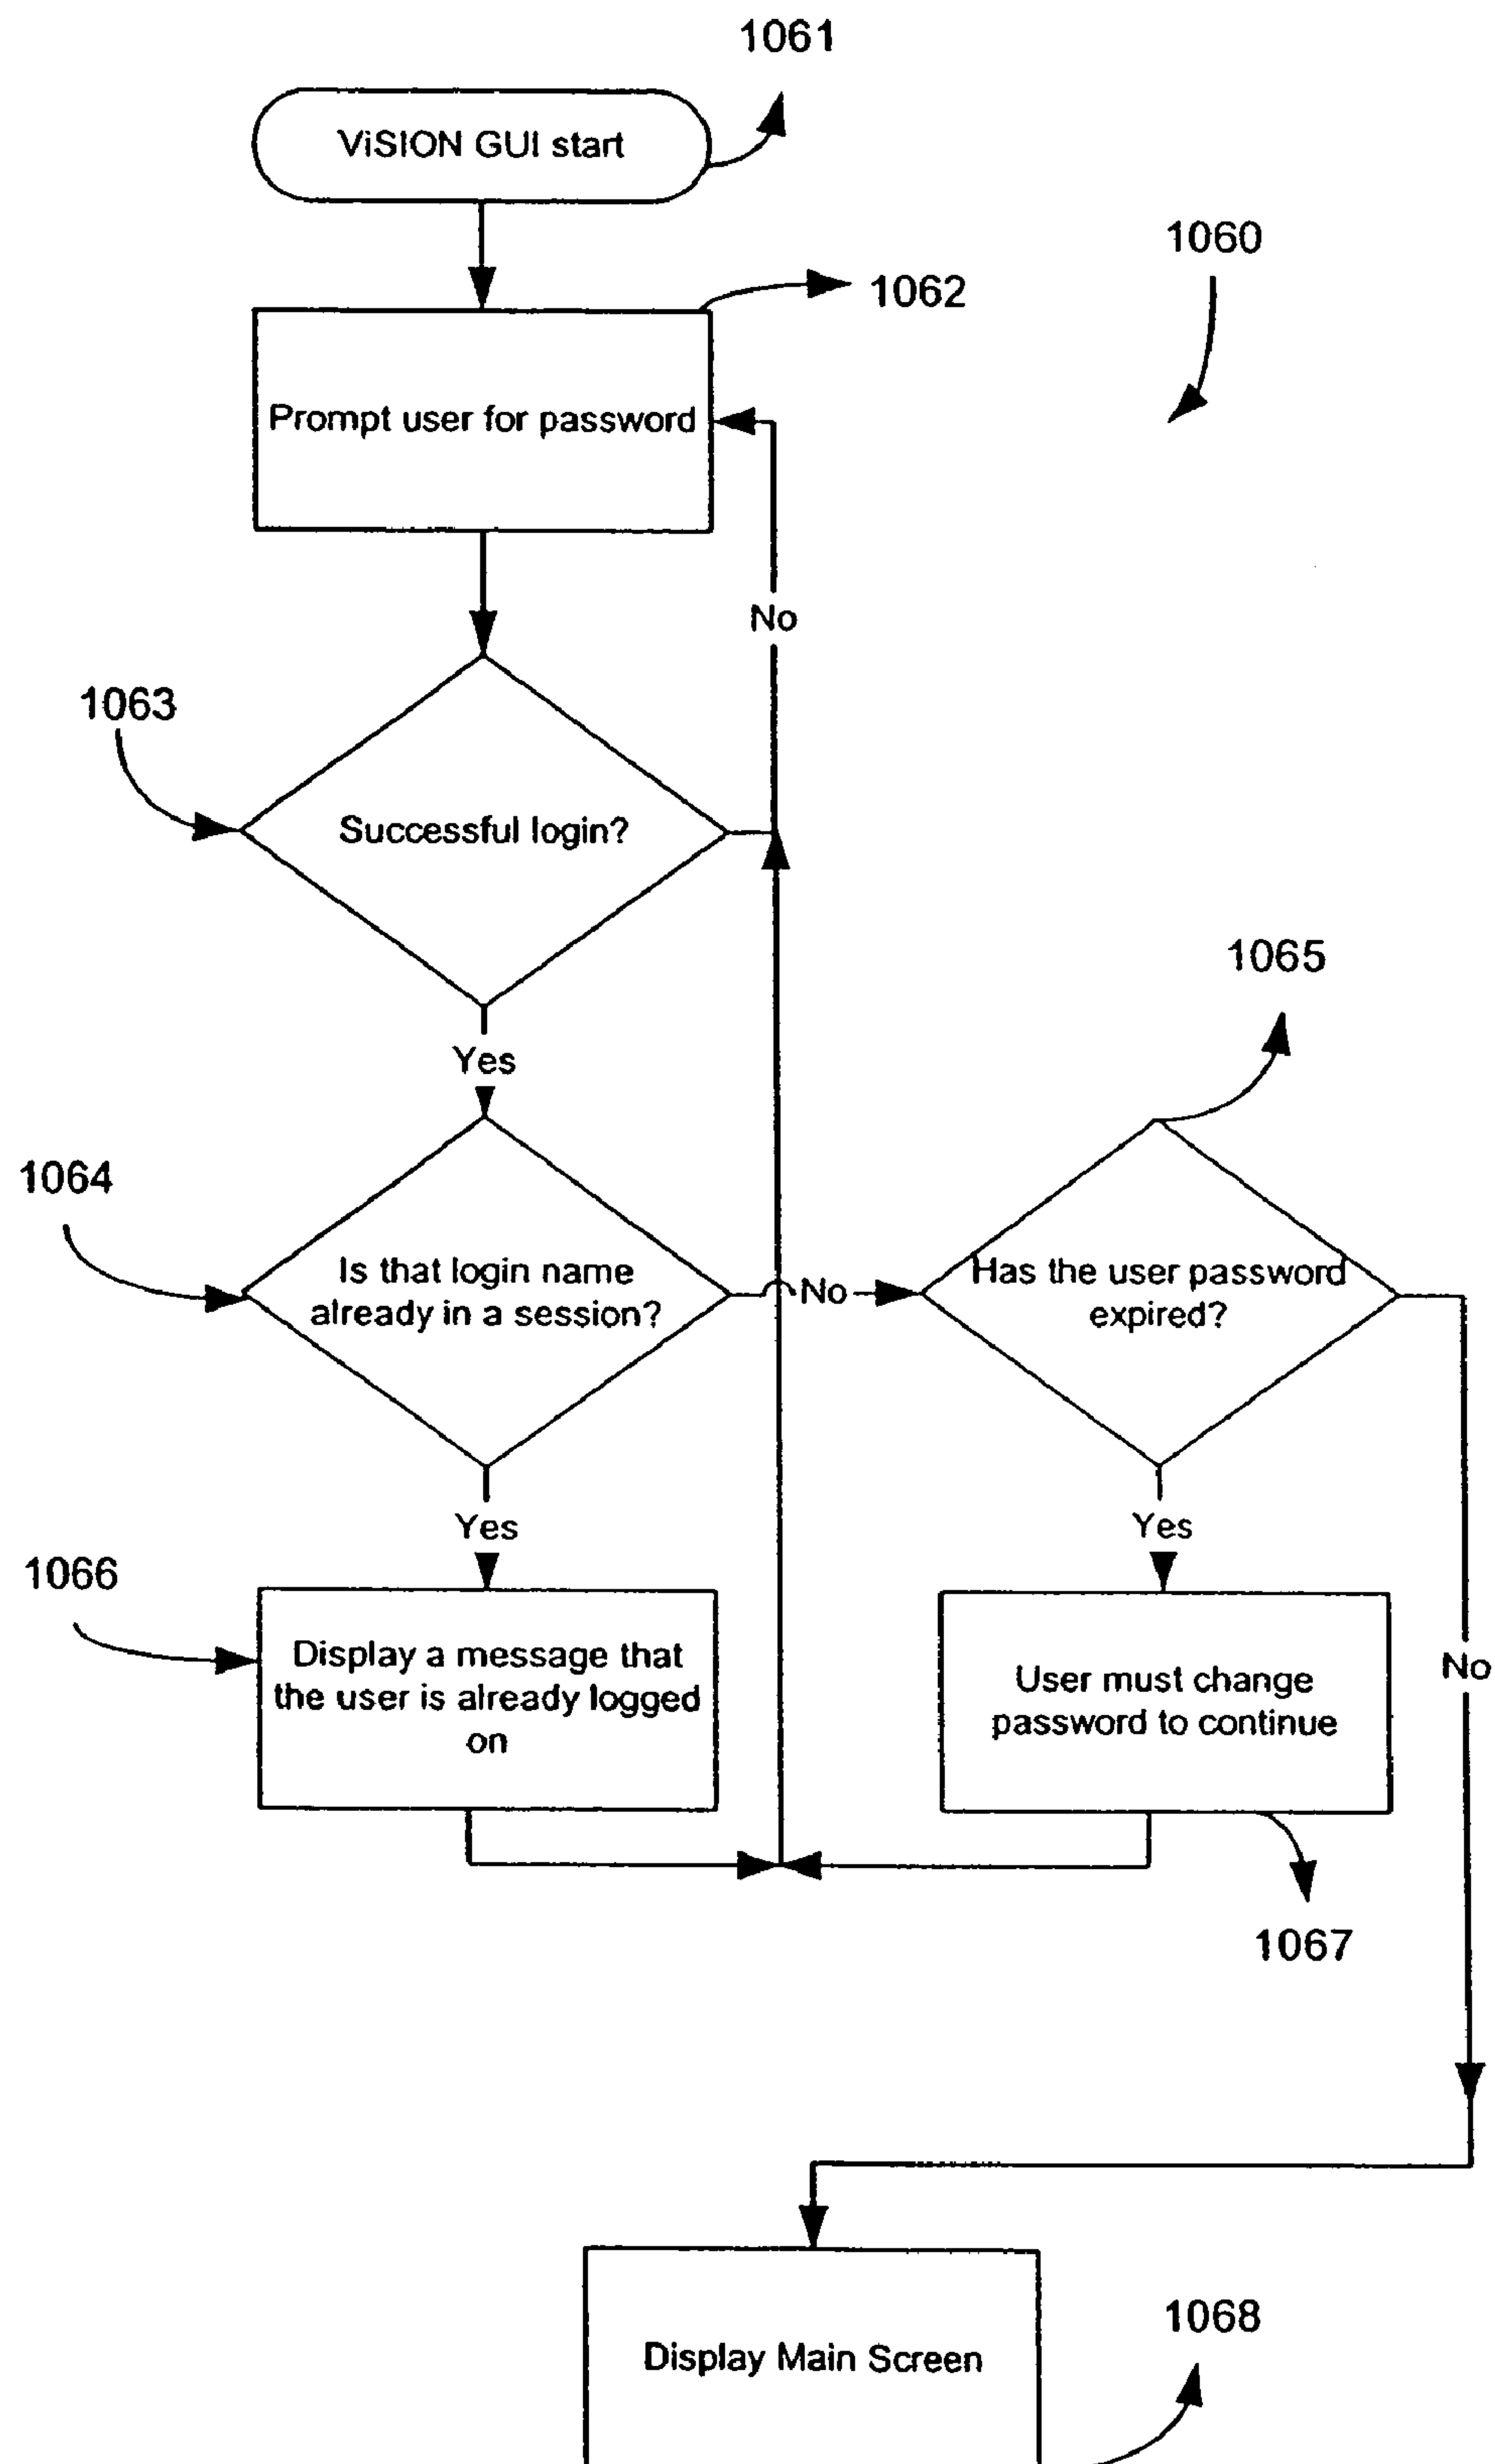 1061
ViSION GUI start
1060
1062
Prompt user for password
No
1063
Successful login?
1065
Yes
1064
Is that login name
already in a session?
No
Has the user password
expired?
Yes
Yes
1066
Display a message that
the user is already logged
on
User must change
password to continue
No
1067
1068
Display Main Screen